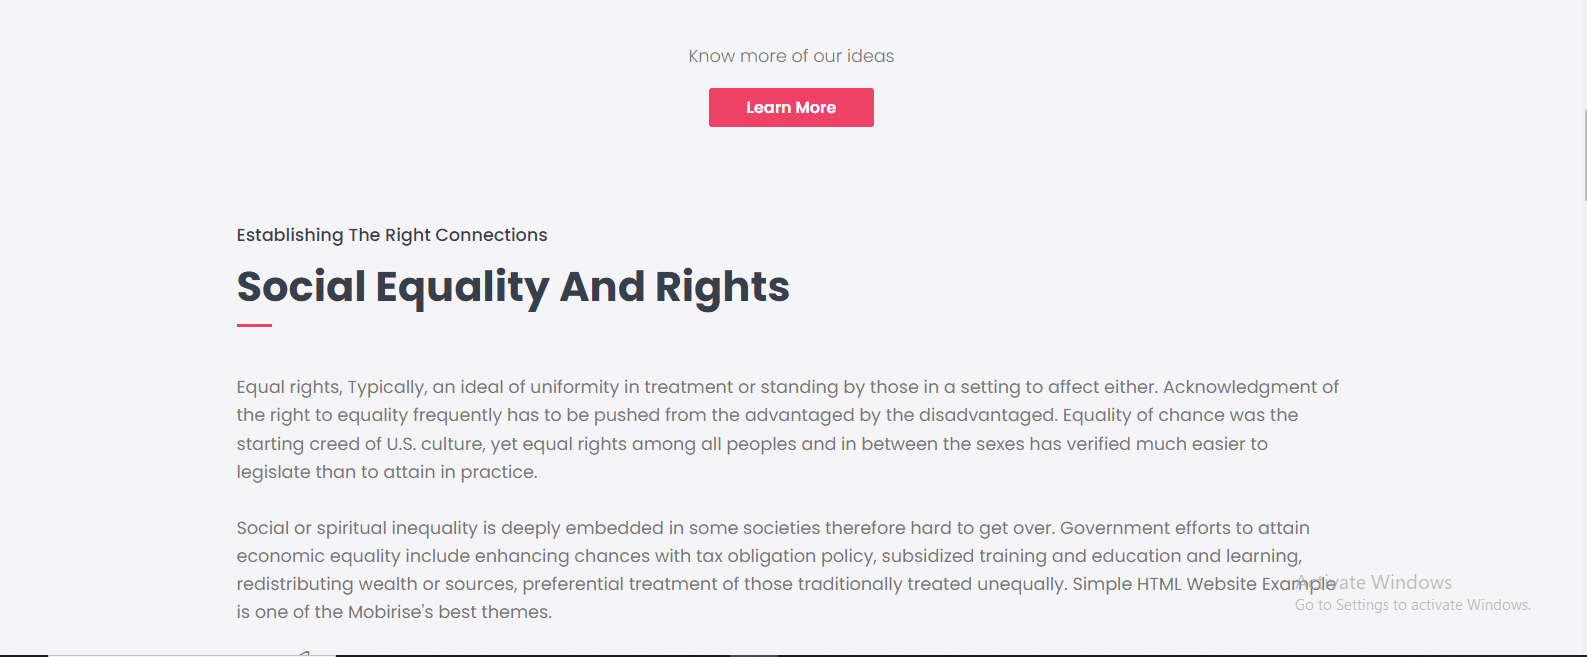 Know more of our ideas
Learn More
Establishing The Right Connections
Social Equality And Rights
Equal rights, Typically, an ideal of uniformity in treatment or standing by those in a setting to affect either. Acknowledgment of
the right to equality frequently has to be pushed from the advantaged by the disadvantaged. Equality of chance was the
starting creed of U.S. culture, yet equal rights among all peoples and in between the sexes has verified much easier to
legislate than to attain in practice.
Social or spiritual inequality is deeply embedded in some societies therefore hard to get over. Government efforts to attain
economic equality include enhancing chances with tax obligation policy, subsidized training and education and learning,
redistributing wealth or sources, preferential treatment of those traditionally treated unequally. Simple HTML Website Example
is one of the Mobirise's best themes.
Activate Windows
Go to Settings to activate Windows.